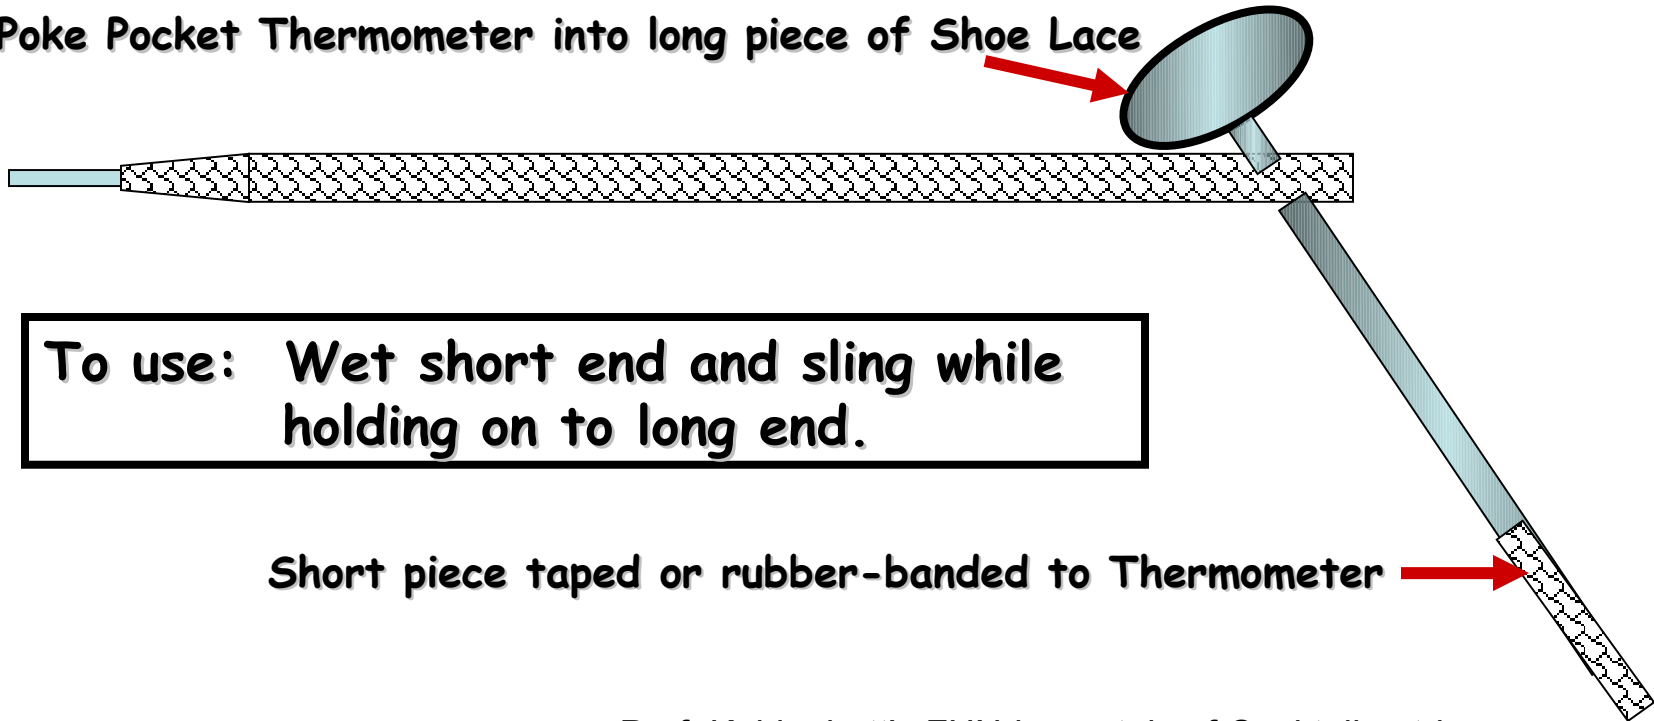 Poke Pocket Thermometer into long piece of Shoe Lace
To use: Wet short end and sling while
holding on to long end.
Short piece taped or rubber-banded to Thermometer